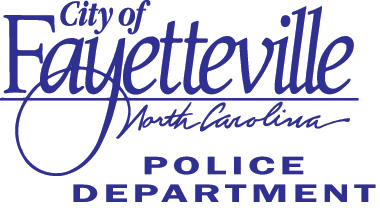 City of
Fayetteville
North Carolina
POLICE
DEPARTMENT